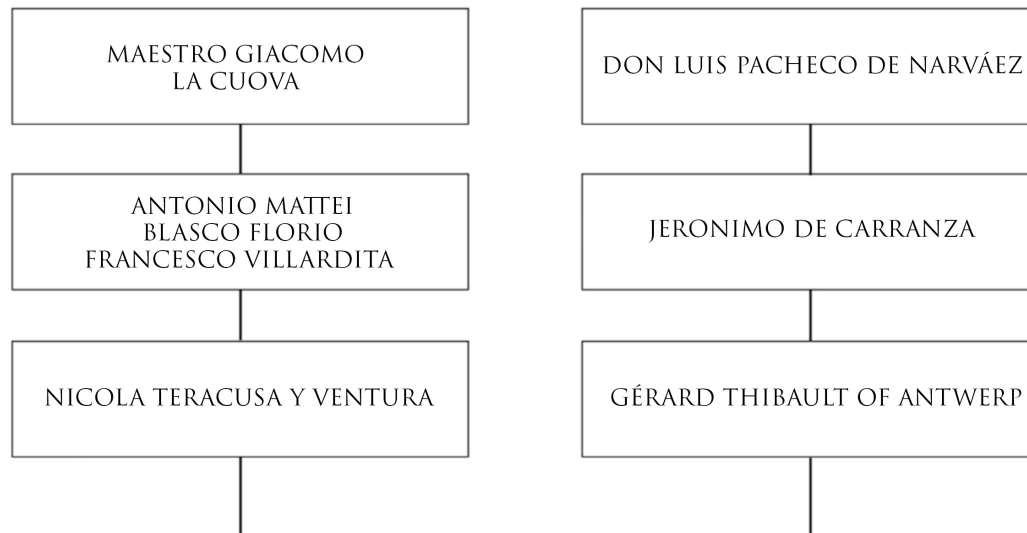 MAESTRO GIACOMO
LA CUOVA
ANTONIO MATTEI
BLASCO FLORIO
FRANCESCO VILLARDITA
NICOLA TERACUSA Y VENTURA
DON LUIS PACHECO DE NARVÁEZ
JERONIMO DE CARRANZA
GÉRARD THIBAULT OF ANTWERP